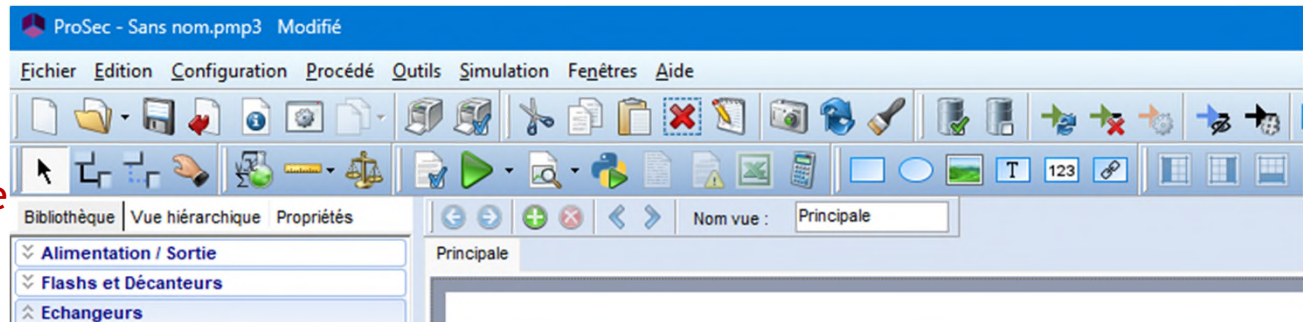 ProSec - Sans nom.pmp3 Modifié
Fichier Edition Configuration Procédé Outils Simulation Fenêtres Aide
T 123
e
Bibliothèque Vue hiérarchique Propriétés Nom vue : Principale
Alimentation / Sortie Principale
Flashs et Décanteurs
Echangeurs